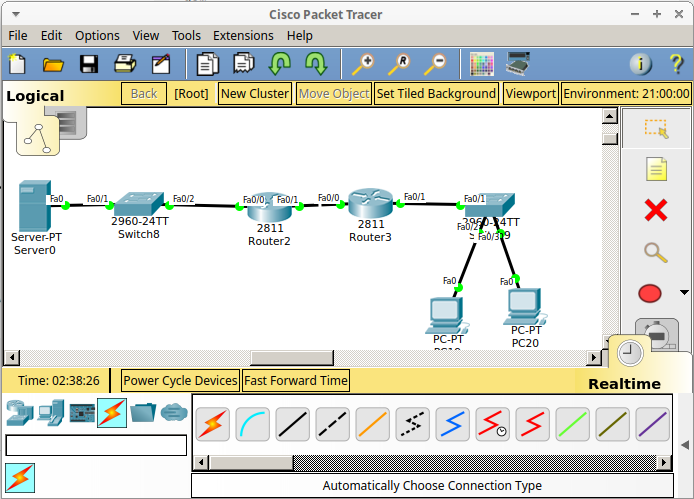 Cisco Packet Tracer
File Edit Options View Tools Extensions Help
Logical
Back
[Root]
New Cluster
Move Object
Set Tiled Background
Viewport
Environment: 21:00:00
Fa0
Fa0/1
Fa0/2
Fa0/0
Fa0/1
Fa0/0
Fa0/1
Fa0/1
Server-PT
Server0
2960-24TT
Switch8
2811
Router2
2811
Router3
2960-24TT
Fa0/2
Fa0/3
Fa0
Fa0
PC-PT
PC-PT
PC20
Time: 02:38:26
Power Cycle Devices
Fast Forward Time
Realtime
Automatically Choose Connection Type